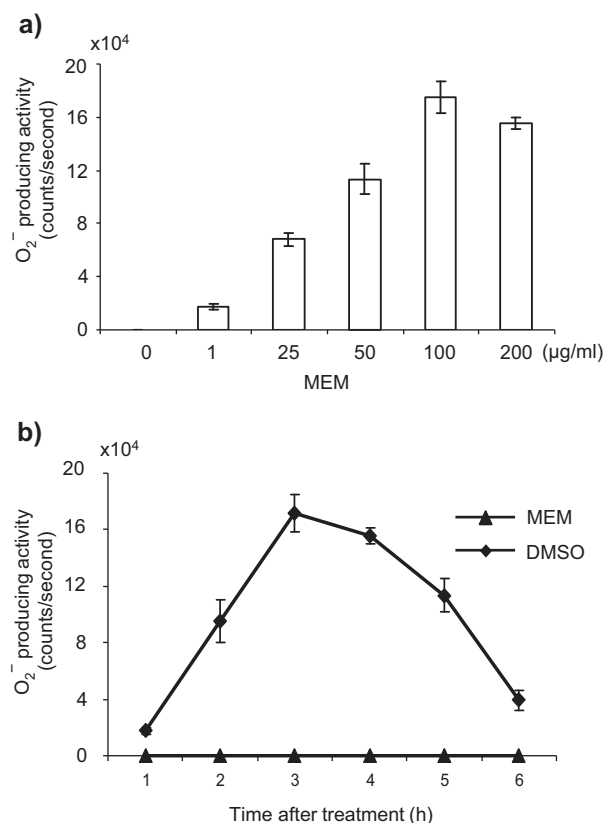 a)
x10⁴
O₂⁻ producing activity
(counts/second)
20
16
12
8
4
0
0 1 25 50 100 200 (µg/ml)
MEM
b)
x10⁴
O₂⁻ producing activity
(counts/second)
20
16
12
8
4
0
MEM
DMSO
1 2 3 4 5 6
Time after treatment (h)